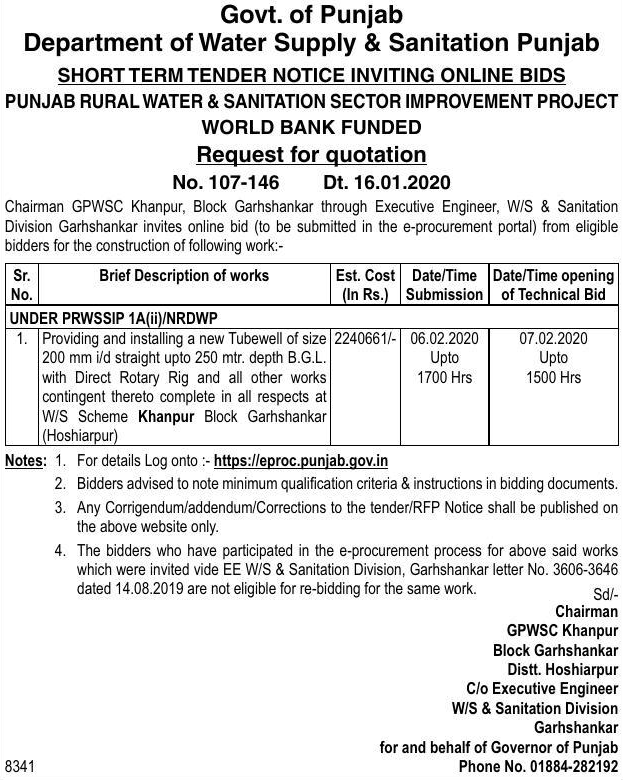 Govt. of Punjab
Department of Water Supply & Sanitation Punjab
SHORT TERM TENDER NOTICE INVITING ONLINE BIDS
PUNJAB RURAL WATER & SANITATION SECTOR IMPROVEMENT PROJECT
WORLD BANK FUNDED
Request for quotation
No. 107-146 Dt. 16.01.2020
Chairman GPWSC Khanpur, Block Garhshankar through Executive Engineer, W/S & Sanitation
Division Garhshankar invites online bid (to be submitted in the e-procurement portal) from eligible
bidders for the construction of following work:-
Sr. No. Brief Description of works Est. Cost (In Rs.) Date/Time Submission Date/Time opening of Technical Bid
UNDER PRWSSIP 1A(ii)/NRDWP
1. Providing and installing a new Tubewell of size 2240661/- 06.02.2020 07.02.2020
200 mm i/d straight upto 250 mtr. depth B.G.L. Upto Upto
with Direct Rotary Rig and all other works 1700 Hrs 1500 Hrs
contingent thereto complete in all respects at
W/S Scheme Khanpur Block Garhshankar
(Hoshiarpur)
Notes: 1. For details Log onto :- https://eproc.punjab.gov.in
2. Bidders advised to note minimum qualification criteria & instructions in bidding documents.
3. Any Corrigendum/addendum/Corrections to the tender/RFP Notice shall be published on
the above website only.
4. The bidders who have participated in the e-procurement process for above said works
which were invited vide EE W/S & Sanitation Division, Garhshankar letter No. 3606-3646
dated 14.08.2019 are not eligible for re-bidding for the same work.
Sd/-
Chairman
GPWSC Khanpur
Block Garhshankar
Distt. Hoshiarpur
C/o Executive Engineer
W/S & Sanitation Division
Garhshankar
for and behalf of Governor of Punjab
8341 Phone No. 01884-282192